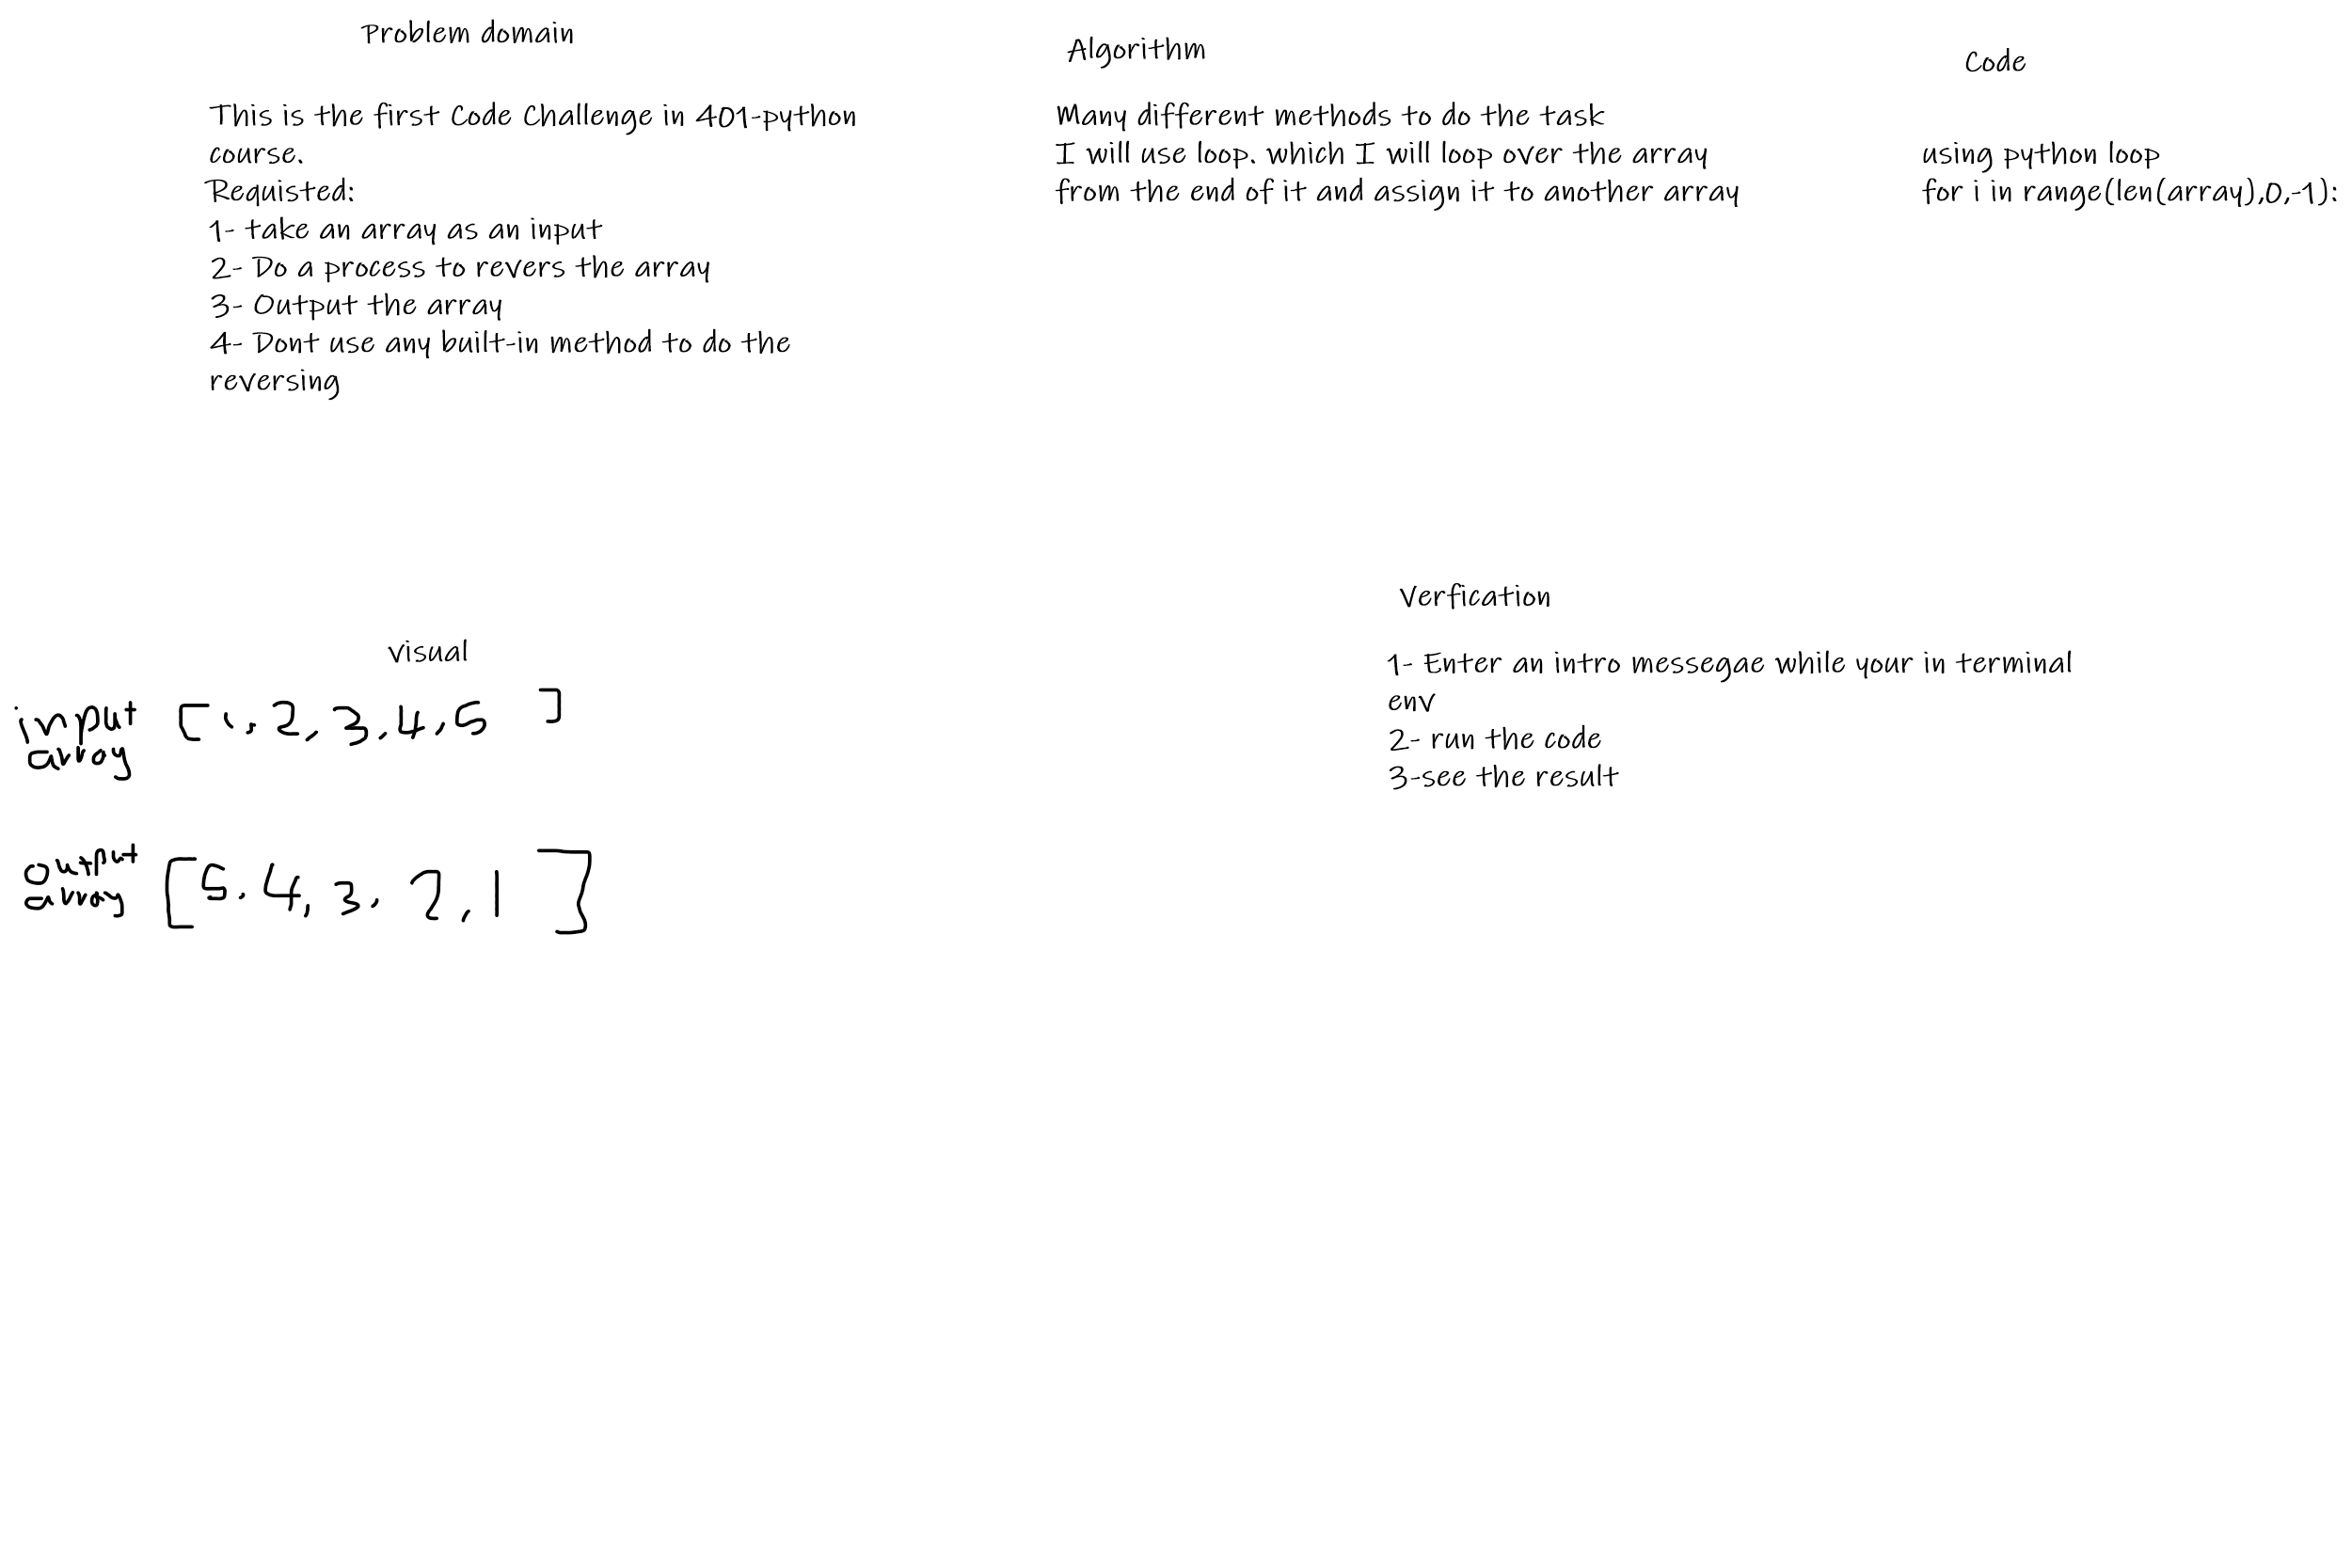 Problem domain
This is the first Code Challenge in 401-python
course.
Requisted:
1- take an array as an input
2- Do a process to revers the array
3- Output the array
4- Dont use any built-in method to do the
reversing
Algorithm
Many different methods to do the task
I will use loop. which I will loop over the array
from the end of it and assign it to another array
Code
using python loop
for i in range(len(array),0,-1):
visual
input
array
[1,2,3,4,5 ]
output
array
[5,4,3,2,1 ]
Verfication
1- Enter an intro messegae while your in terminal
env
2- run the code
3-see the result